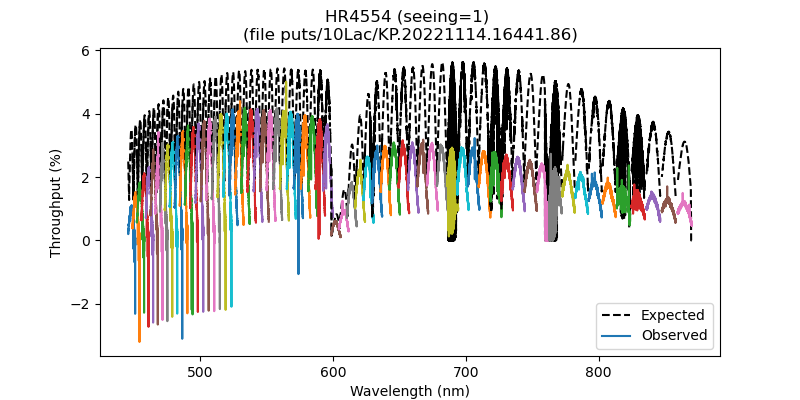 HR4554 (seeing=1)
(file puts/10Lac/KP.20221114.16441.86)
6
4
2
0
−2
Throughput (%)
Expected
Observed
500
600
700
800
Wavelength (nm)